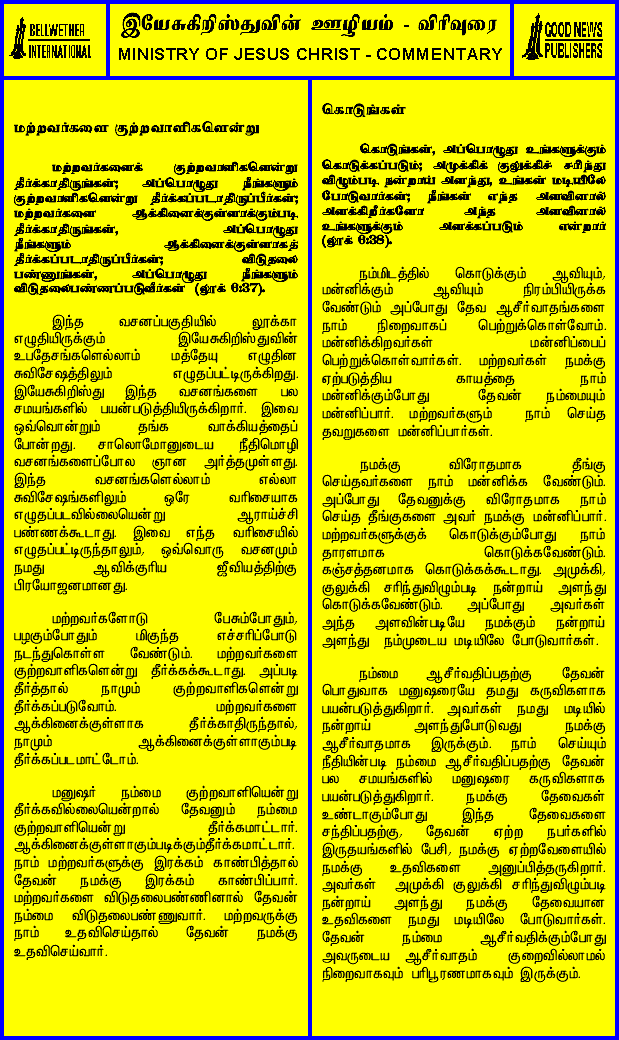 BELLWETHER
INTERNATIONAL
இயேசுகிறிஸ்துவின் ஊழியம் - விரிவுரை
MINISTRY OF JESUS CHRIST - COMMENTARY
GOOD NEWS
PUBLISHERS
மற்றவர்களை குற்றவாளிகளென்று
மற்றவர்களைக் குற்றவாளிகளென்று
தீர்க்காதிருங்கள்; அப்பொழுது நீங்களும்
குற்றவாளிகளென்று தீர்க்கப்படாதிருப்பீர்கள்;
மற்றவர்களை ஆக்கினைக்குள்ளாகும்படி
தீர்க்காதிருங்கள், அப்பொழுது
நீங்களும் ஆக்கினைக்குள்ளாகத்
தீர்க்கப்படாதிருப்பீர்கள்; விடுதலை
பண்ணுங்கள், அப்பொழுது நீங்களும்
விடுதலைபண்ணப்படுவீர்கள் (லூக் 6:37).
இந்த வசனப்பகுதியில் லூக்கா
எழுதியிருக்கும் இயேசுகிறிஸ்துவின்
உபதேசங்களெல்லாம் மத்தேயு எழுதின
சுவிசேஷத்திலும் எழுதப்பட்டிருக்கிறது.
இயேசுகிறிஸ்து இந்த வசனங்களை பல
சமயங்களில் பயன்படுத்தியிருக்கிறார். இவை
ஒவ்வொன்றும் தங்க வாக்கியத்தைப்
போன்றது. சாலொமோனுடைய நீதிமொழி
வசனங்களைப்போல ஞான அர்த்தமுள்ளது.
இந்த வசனங்களெல்லாம் எல்லா
சுவிசேஷங்களிலும் ஒரே வரிசையாக
எழுதப்படவில்லையென்று ஆராய்ச்சி
பண்ணக்கூடாது. இவை எந்த வரிசையில்
எழுதப்பட்டிருந்தாலும், ஒவ்வொரு வசனமும்
நமது ஆவிக்குரிய ஜீவியத்திற்கு
பிரயோஜனமானது.
மற்றவர்களோடு பேசும்போதும்,
பழகும்போதும் மிகுந்த எச்சரிப்போடு
நடந்துகொள்ள வேண்டும். மற்றவர்களை
குற்றவாளிகளென்று தீர்க்கக்கூடாது. அப்படி
தீர்த்தால் நாமும் குற்றவாளிகளென்று
தீர்க்கப்படுவோம். மற்றவர்களை
ஆக்கினைக்குள்ளாக தீர்க்காதிருந்தால்,
நாமும் ஆக்கினைக்குள்ளாகும்படி
தீர்க்கப்படமாட்டோம்.
மனுஷர் நம்மை குற்றவாளியென்று
தீர்க்கவில்லையென்றால் தேவனும் நம்மை
குற்றவாளியென்று தீர்க்கமாட்டார்.
ஆக்கினைக்குள்ளாகும்படிக்கும்தீர்க்கமாட்டார்.
நாம் மற்றவர்களுக்கு இரக்கம் காண்பித்தால்
தேவன் நமக்கு இரக்கம் காண்பிப்பார்.
மற்றவர்களை விடுதலைபண்ணினால் தேவன்
நம்மை விடுதலைபண்ணுவார். மற்றவருக்கு
நாம் உதவிசெய்தால் தேவன் நமக்கு
உதவிசெய்வார்.
கொடுங்கள்
கொடுங்கள், அப்பொழுது உங்களுக்கும்
கொடுக்கப்படும்; அமுக்கிக் குலுக்கிச் சரிந்து
விழும்படி நன்றாய் அளந்து, உங்கள் மடியிலே
போடுவார்கள்; நீங்கள் எந்த அளவினால்
அளக்கிறீர்களோ அந்த அளவினால்
உங்களுக்கும் அளக்கப்படும் என்றார்
(லூக் 6:38).
நம்மிடத்தில் கொடுக்கும் ஆவியும்,
மன்னிக்கும் ஆவியும் நிரம்பியிருக்க
வேண்டும் அப்போது தேவ ஆசீர்வாதங்களை
நாம் நிறைவாகப் பெற்றுக்கொள்வோம்.
மன்னிக்கிறவர்கள் மன்னிப்பைப்
பெற்றுக்கொள்வார்கள். மற்றவர்கள் நமக்கு
ஏற்படுத்திய காயத்தை நாம்
மன்னிக்கும்போது தேவன் நம்மையும்
மன்னிப்பார். மற்றவர்களும் நாம் செய்த
தவறுகளை மன்னிப்பார்கள்.
நமக்கு விரோதமாக தீங்கு
செய்தவர்களை நாம் மன்னிக்க வேண்டும்.
அப்போது தேவனுக்கு விரோதமாக நாம்
செய்த தீங்குகளை அவர் நமக்கு மன்னிப்பார்.
மற்றவர்களுக்குக் கொடுக்கும்போது நாம்
தாராளமாக கொடுக்கவேண்டும்.
கஞ்சத்தனமாக கொடுக்கக்கூடாது. அமுக்கி,
குலுக்கி சரிந்துவிழும்படி நன்றாய் அளந்து
கொடுக்கவேண்டும். அப்போது அவர்கள்
அந்த அளவின்படியே நமக்கும் நன்றாய்
அளந்து நம்முடைய மடியிலே போடுவார்கள்.
நம்மை ஆசீர்வதிப்பதற்கு தேவன்
பொதுவாக மனுஷரையே தமது கருவிகளாக
பயன்படுத்துகிறார். அவர்கள் நமது மடியில்
நன்றாய் அளந்துபோடுவது நமக்கு
ஆசீர்வாதமாக இருக்கும். நாம் செய்யும்
நீதியின்படி நம்மை ஆசீர்வதிப்பதற்கு தேவன்
பல சமயங்களில் மனுஷரை கருவிகளாக
பயன்படுத்துகிறார். நமக்கு தேவைகள்
உண்டாகும்போது இந்த தேவைகளை
சந்திப்பதற்கு, தேவன் ஏற்ற நபர்களில்
இருதயங்களில் பேசி, நமக்கு ஏற்றவேளையில்
நமக்கு உதவிகளை அனுப்பித்தருகிறார்.
அவர்கள் அமுக்கி குலுக்கி சரிந்துவிழும்படி
நன்றாய் அளந்து நமக்கு தேவையான
உதவிகளை நமது மடியிலே போடுவார்கள்.
தேவன் நம்மை ஆசீர்வதிக்கும்போது
அவருடைய ஆசீர்வாதம் குறைவில்லாமல்
நிறைவாகவும் பரிபூரணமாகவும் இருக்கும்.